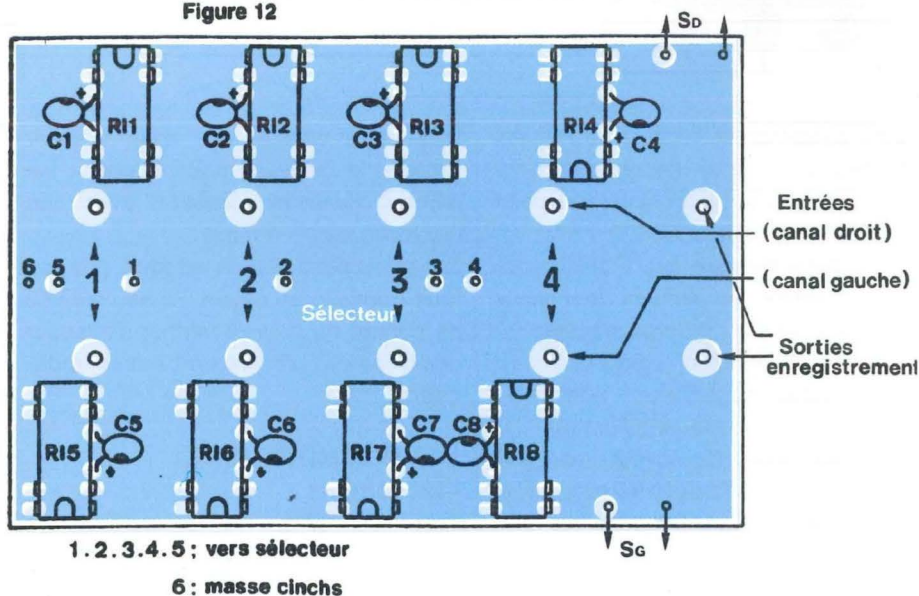 Figure 12
SD
C1 + RI1 C2 + RI2 C3 + RI3 RI4 + C4
Entrées
(canal droit)
6 5 1 1 2 2 3 3 4 4
(canal gauche)
Sélecteur
Sorties
enregistrement
RI5 C5 + RI6 C6 + RI7 C7 + C8 + RI8
SG
1.2.3.4.5 ; vers sélecteur
6 : masse cinchs